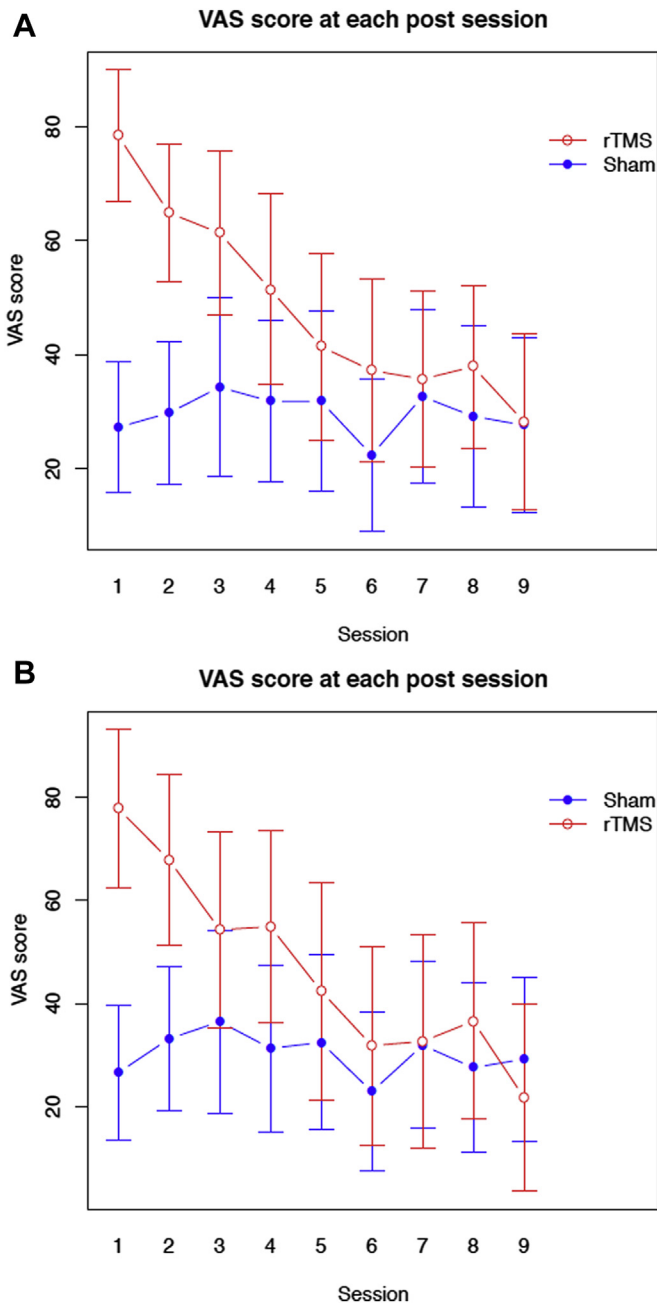 A
VAS score at each post session
rTMS
Sham
80
60
40
20
VAS score
1 2 3 4 5 6 7 8 9
Session
B
VAS score at each post session
Sham
rTMS
80
60
40
20
VAS score
1 2 3 4 5 6 7 8 9
Session